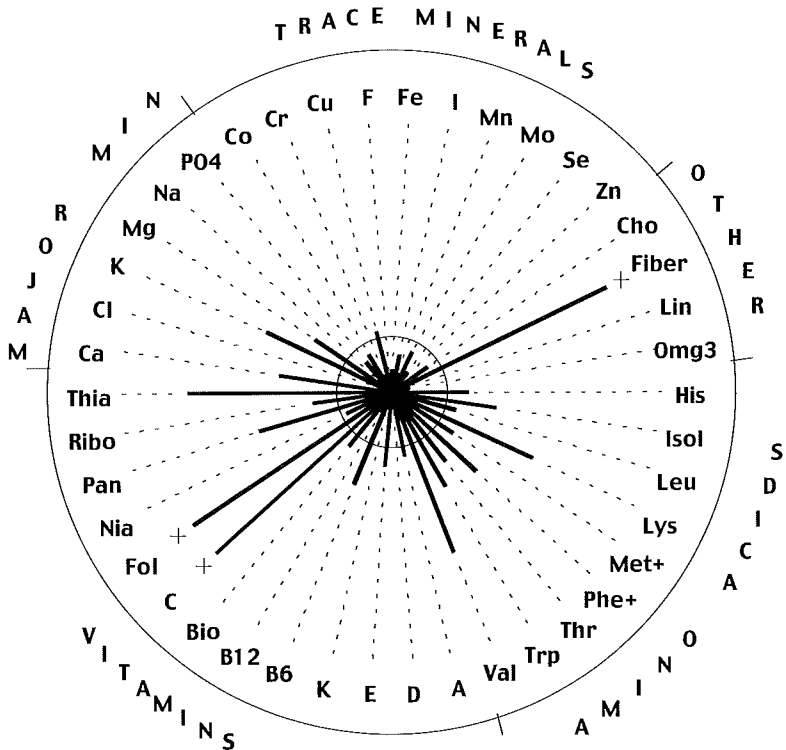 TRACE MINERALS
OTHER
AMINO ACIDS
VITAMINS
MAJOR MIN
F
Fe
I
Mn
Mo
Se
Zn
Cho
Fiber
Lin
Omg3
His
Isol
Leu
Lys
Met+
Phe+
Thr
Trp
Val
A
D
E
K
B6
B12
Bio
C
Fol
Nia
Pan
Ribo
Thia
Ca
Cl
K
Mg
Na
PO4
Co
Cr
Cu